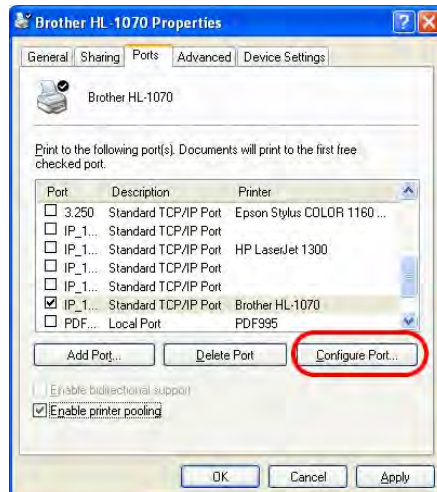 Brother HL-1070 Properties
General Sharing Ports Advanced Device Settings
Brother HL-1070
Print to the following port(s). Documents will print to the first free
checked port.
Port Description Printer
3.250 Standard TCP/IP Port Epson Stylus COLOR 1160 ...
IP_1... Standard TCP/IP Port
IP_1... Standard TCP/IP Port HP LaserJet 1300
IP_1... Standard TCP/IP Port
IP_1... Standard TCP/IP Port
IP_1... Standard TCP/IP Port Brother HL-1070
PDF... Local Port PDF995
Add Port... Delete Port Configure Port...
Enable bidirectional support
Enable printer pooling
OK Cancel Apply